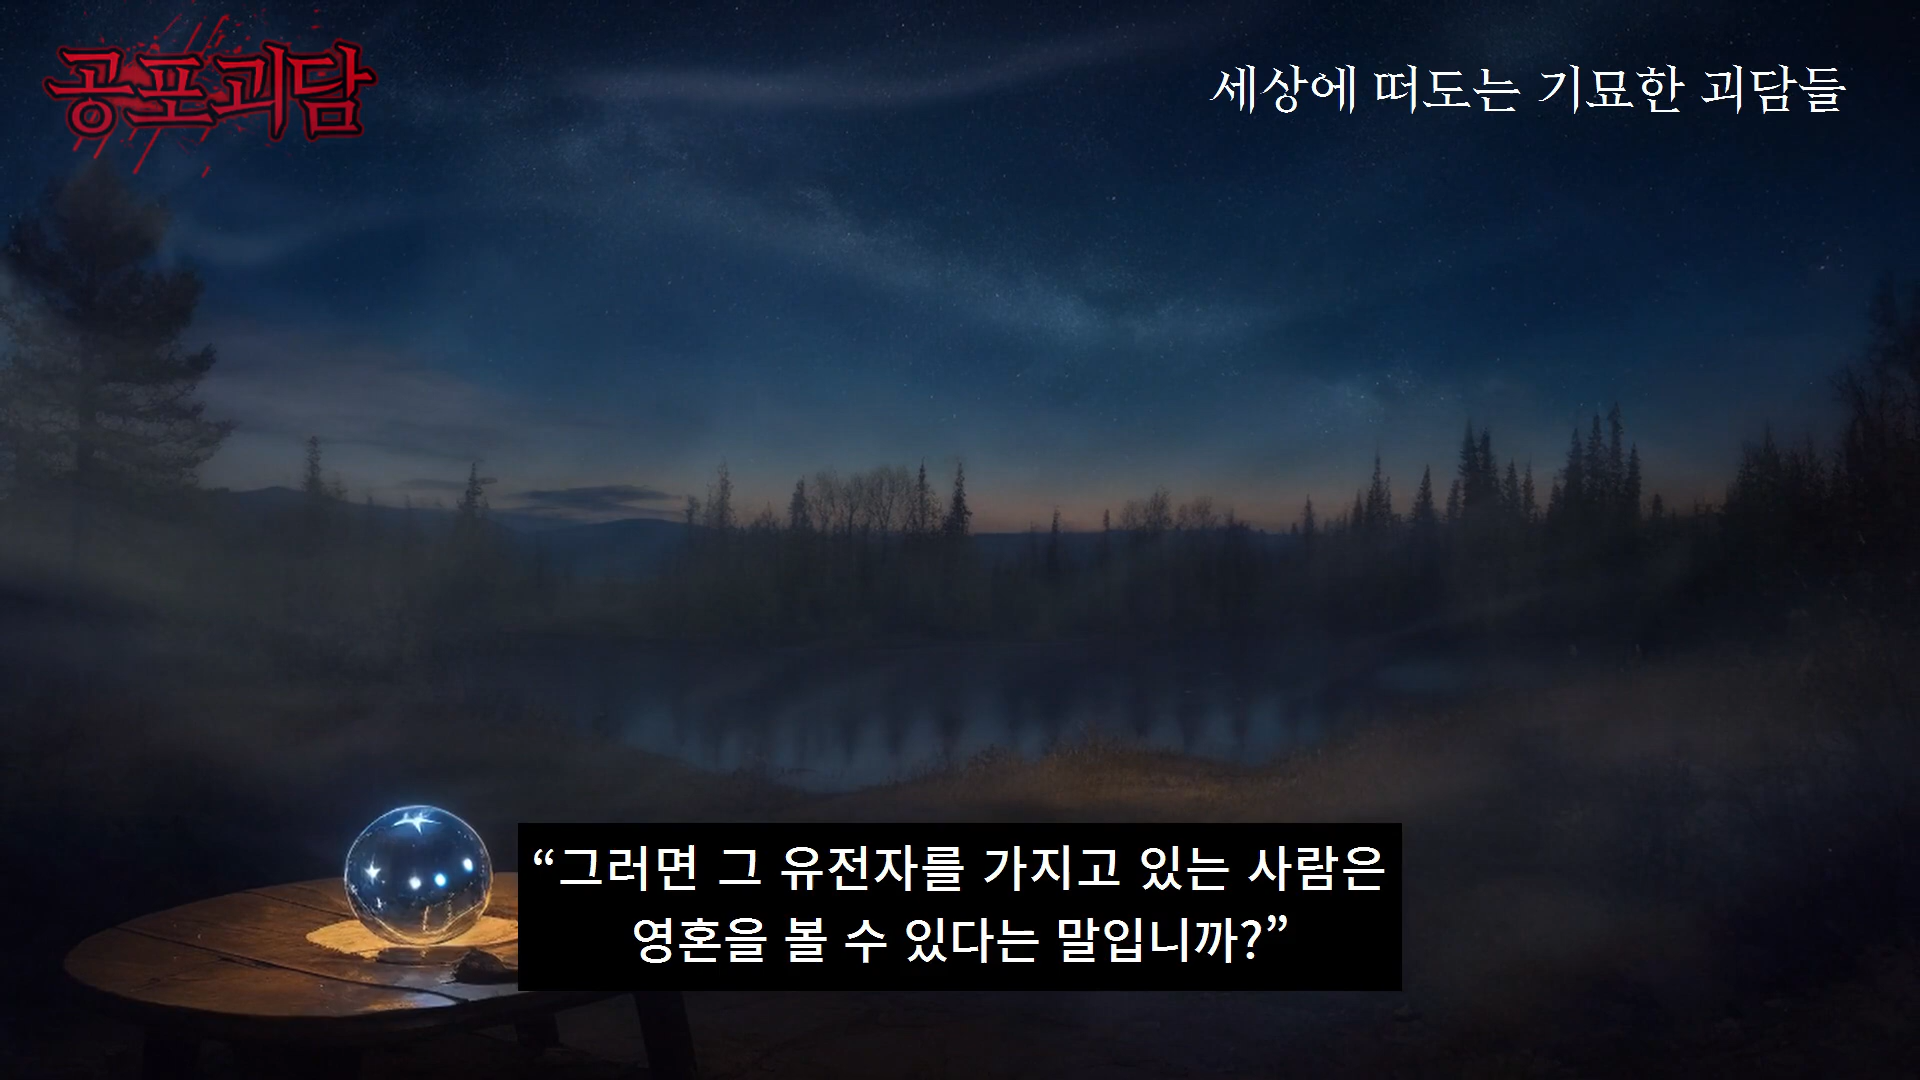 공포괴담
세상에 떠도는 기묘한 괴담들
“그러면 그 유전자를 가지고 있는 사람은
영혼을 볼 수 있다는 말입니까?”